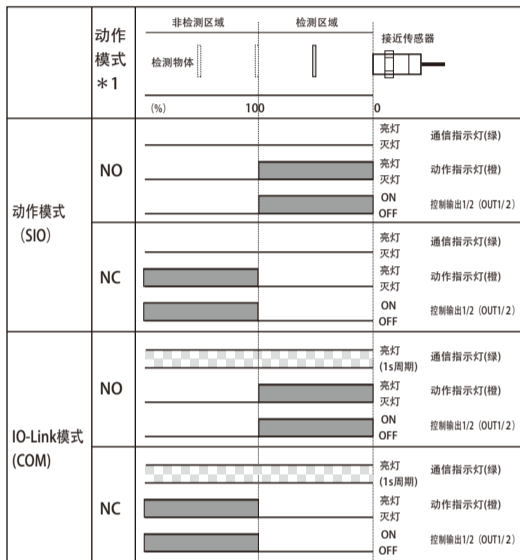 非检测区域
检测区域
动作
模式
＊1
检测物体
接近传感器
(%)
100
0
动作模式
（SIO）
NO
亮灯
灭灯
通信指示灯(绿)
亮灯
灭灯
动作指示灯(橙)
ON
OFF
控制输出1/2（OUT1/2）
NC
亮灯
灭灯
通信指示灯(绿)
亮灯
灭灯
动作指示灯(橙)
ON
OFF
控制输出1/2（OUT1/2）
IO-Link模式
(COM)
NO
亮灯
(1s周期)
通信指示灯(绿)
亮灯
灭灯
动作指示灯(橙)
ON
OFF
控制输出1/2（OUT1/2）
NC
亮灯
(1s周期)
通信指示灯(绿)
亮灯
灭灯
动作指示灯(橙)
ON
OFF
控制输出1/2（OUT1/2）